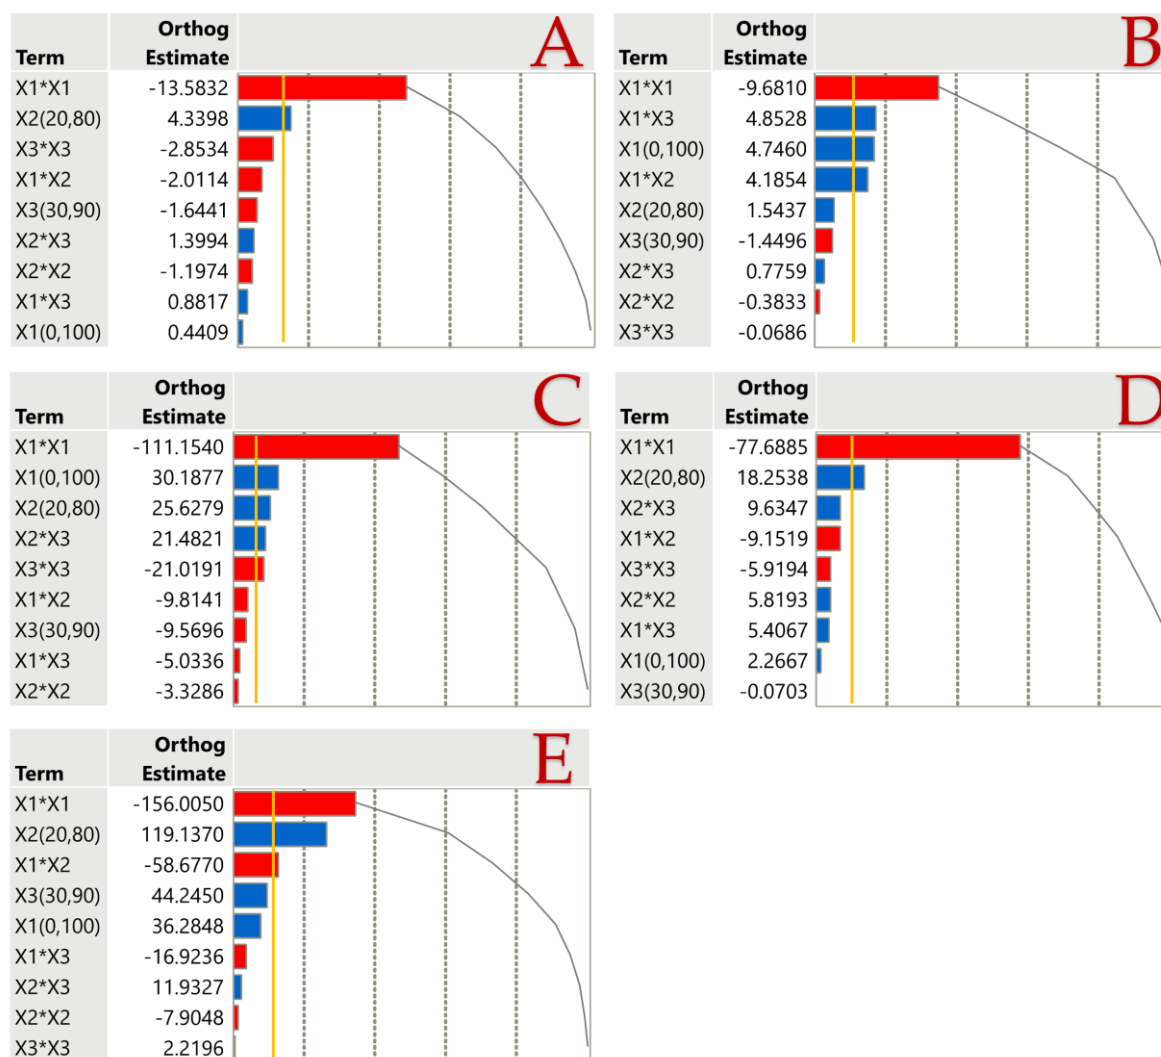 A
Term Orthog Estimate
X1*X1 -13.5832
X2(20,80) 4.3398
X3*X3 -2.8534
X1*X2 -2.0114
X3(30,90) -1.6441
X2*X3 1.3994
X2*X2 -1.1974
X1*X3 0.8817
X1(0,100) 0.4409
B
Term Orthog Estimate
X1*X1 -9.6810
X1*X3 4.8528
X1(0,100) 4.7460
X1*X2 4.1854
X2(20,80) 1.5437
X3(30,90) -1.4496
X2*X3 0.7759
X2*X2 -0.3833
X3*X3 -0.0686
C
Term Orthog Estimate
X1*X1 -111.1540
X1(0,100) 30.1877
X2(20,80) 25.6279
X2*X3 21.4821
X3*X3 -21.0191
X1*X2 -9.8141
X3(30,90) -9.5696
X1*X3 -5.0336
X2*X2 -3.3286
D
Term Orthog Estimate
X1*X1 -77.6885
X2(20,80) 18.2538
X2*X3 9.6347
X1*X2 -9.1519
X3*X3 -5.9194
X2*X2 5.8193
X1*X3 5.4067
X1(0,100) 2.2667
X3(30,90) -0.0703
E
Term Orthog Estimate
X1*X1 -156.0050
X2(20,80) 119.1370
X1*X2 -58.6770
X3(30,90) 44.2450
X1(0,100) 36.2848
X1*X3 -16.9236
X2*X3 11.9327
X2*X2 -7.9048
X3*X3 2.2196